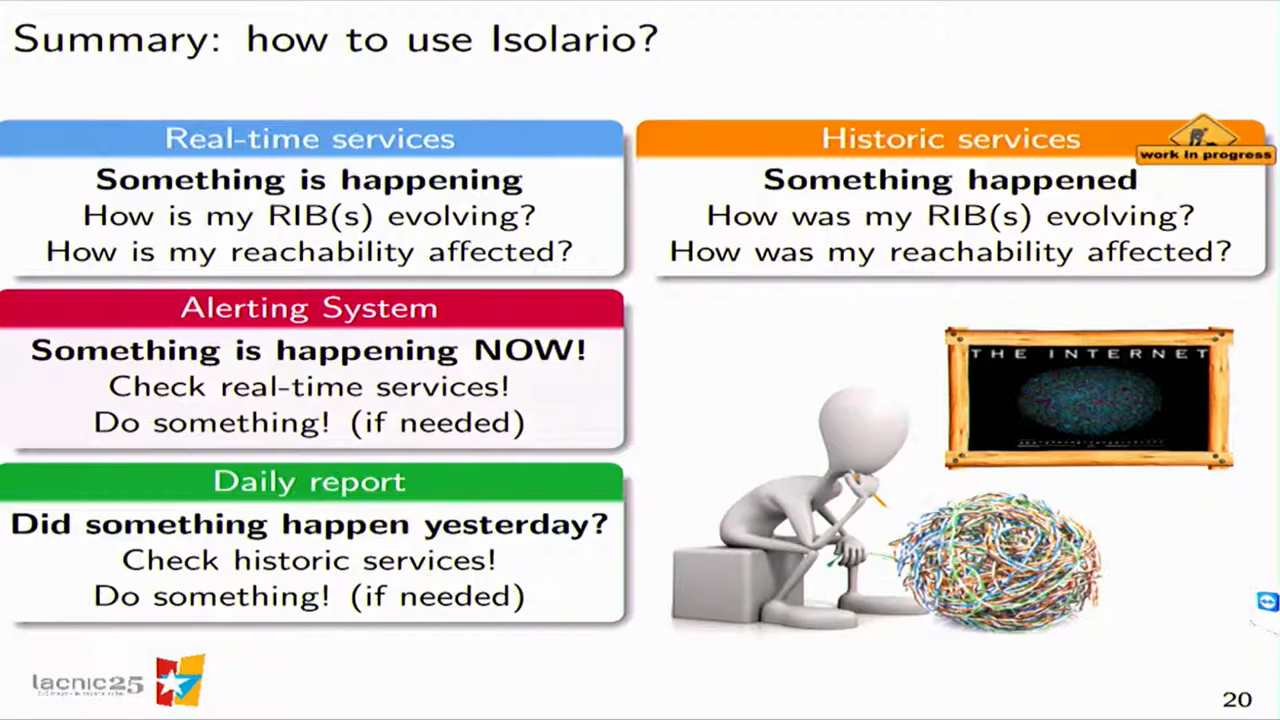 Summary: how to use Isolario?
Real-time services
Something is happening
How is my RIB(s) evolving?
How is my reachability affected?
Historic services
work in progress
Something happened
How was my RIB(s) evolving?
How was my reachability affected?
Alerting System
Something is happening NOW!
Check real-time services!
Do something! (if needed)
Daily report
Did something happen yesterday?
Check historic services!
Do something! (if needed)
THE INTERNET
lacnic25
20